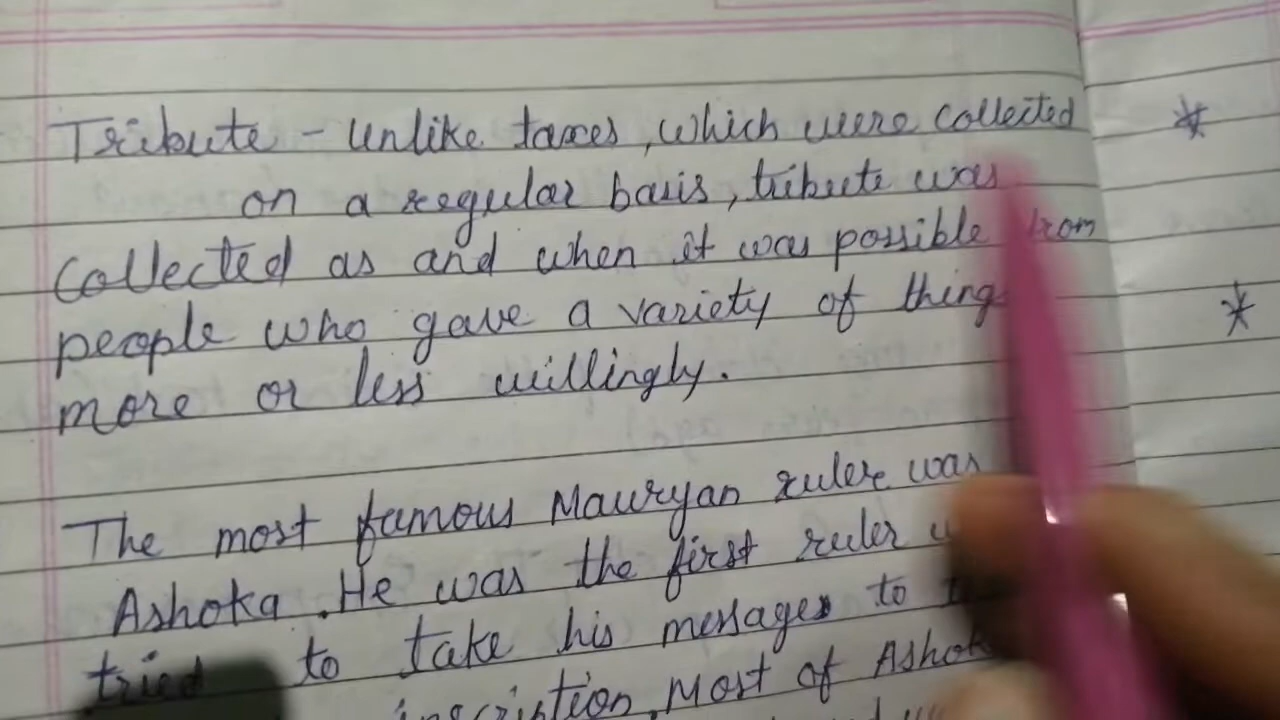 Tribute - Unlike taxes, which were collected
on a regular basis, tribute was
collected as and when it was possible from
people who gave a variety of things
more or less willingly.
The most famous Mauryan ruler was
Ashoka. He was the first ruler
tried to take his messages to
inscription. Most of Ashok